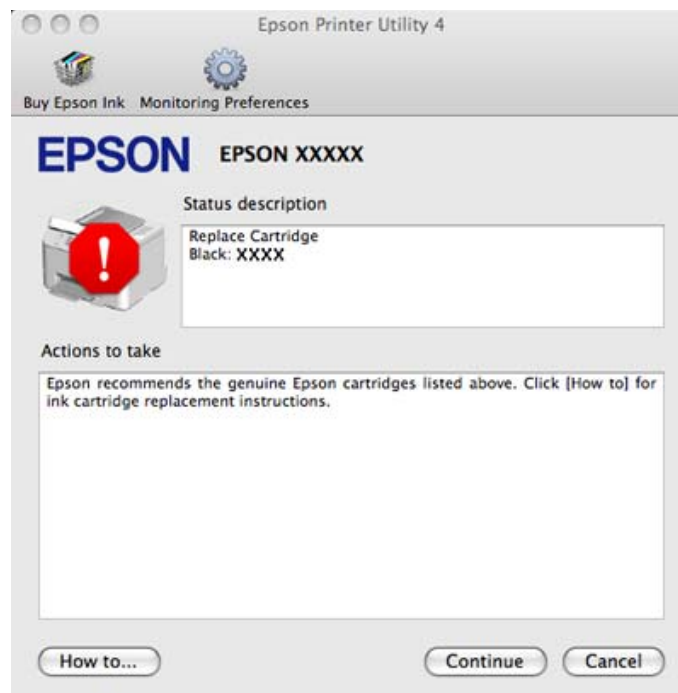 Epson Printer Utility 4
Buy Epson Ink Monitoring Preferences
EPSON EPSON XXXXX
Status description
Replace Cartridge
Black: XXXX
!
Actions to take
Epson recommends the genuine Epson cartridges listed above. Click [How to] for
ink cartridge replacement instructions.
How to... Continue Cancel